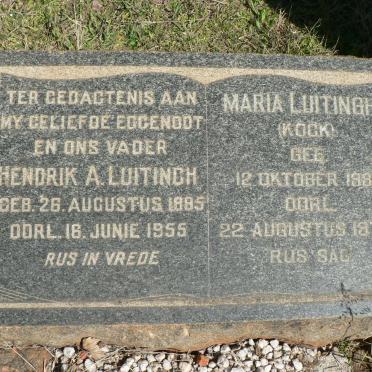 TER GEDAGTENIS AAN
MY GELIEFDE EGGENOOT
EN ONS VADER
HENDRIK A. LUITINGH
GEB. 26. AUGUSTUS 1885
OORL. 16. JUNIE 1955
RUS IN VREDE
MARIA LUITINGH
(KOCK)
GEB.
12 OKTOBER
OORL.
22 AUGUSTUS
RUS SAG